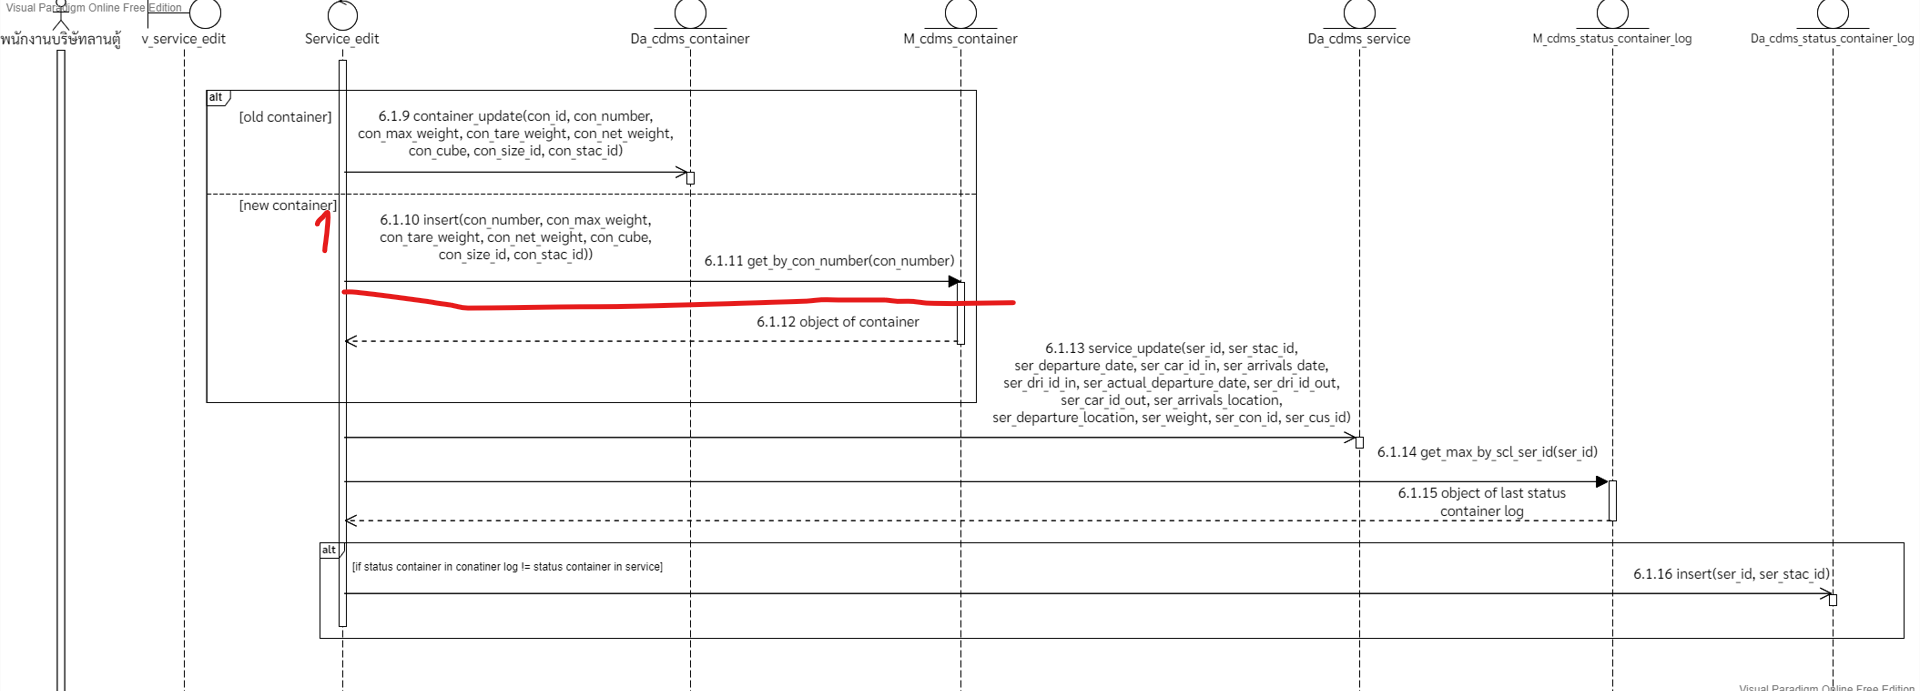 Visual Paradigm Online Free Edition
พนักงานบริษัทลานตู้
v_service_edit
Service_edit
Da_cdms_container
M_cdms_container
Da_cdms_service
M_cdms_status_container_log
Da_cdms_status_container_log
alt
[old container]
6.1.9 container_update(con_id, con_number,
con_max_weight, con_tare_weight, con_net_weight,
con_cube, con_size_id, con_stac_id)
[new container]
1
6.1.10 insert(con_number, con_max_weight,
con_tare_weight, con_net_weight, con_cube,
con_size_id, con_stac_id))
6.1.11 get_by_con_number(con_number)
6.1.12 object of container
6.1.13 service_update(ser_id, ser_stac_id,
ser_departure_date, ser_car_id_in, ser_arrivals_date,
ser_dri_id_in, ser_actual_departure_date, ser_dri_id_out,
ser_car_id_out, ser_arrivals_location,
ser_departure_location, ser_weight, ser_con_id, ser_cus_id)
6.1.14 get_max_by_scl_ser_id(ser_id)
6.1.15 object of last status
container log
alt
[if status container in conatiner log != status container in service]
6.1.16 insert(ser_id, ser_stac_id)
Visual Paradigm Online Free Edition